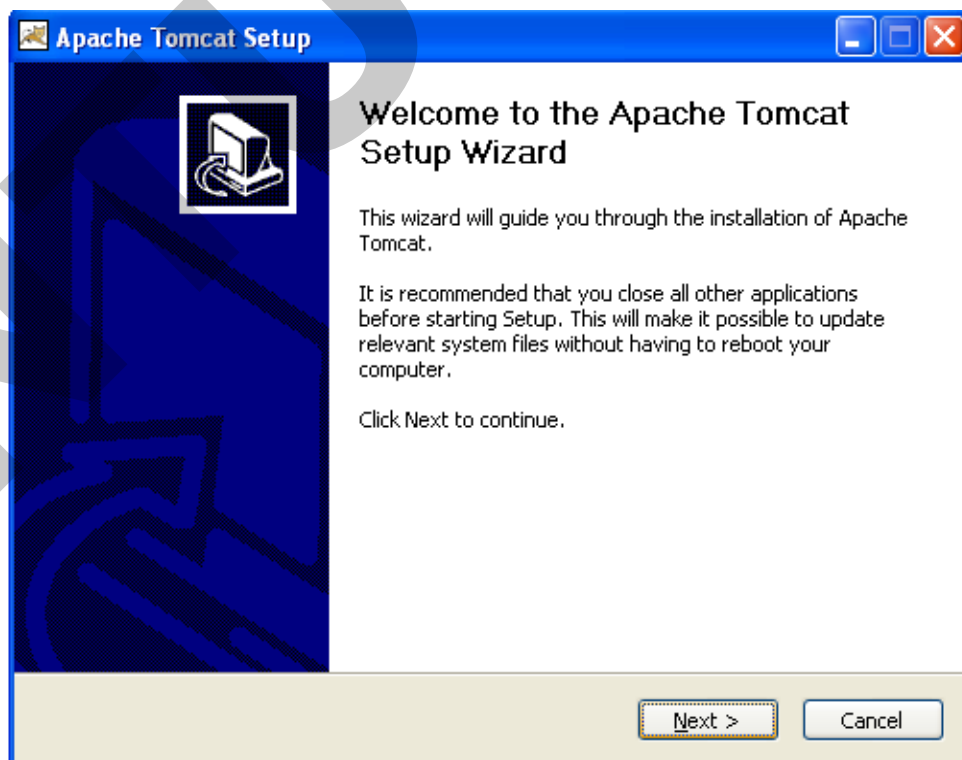 Apache Tomcat Setup
Welcome to the Apache Tomcat
Setup Wizard
This wizard will guide you through the installation of Apache
Tomcat.
It is recommended that you close all other applications
before starting Setup. This will make it possible to update
relevant system files without having to reboot your
computer.
Click Next to continue.
Next >
Cancel